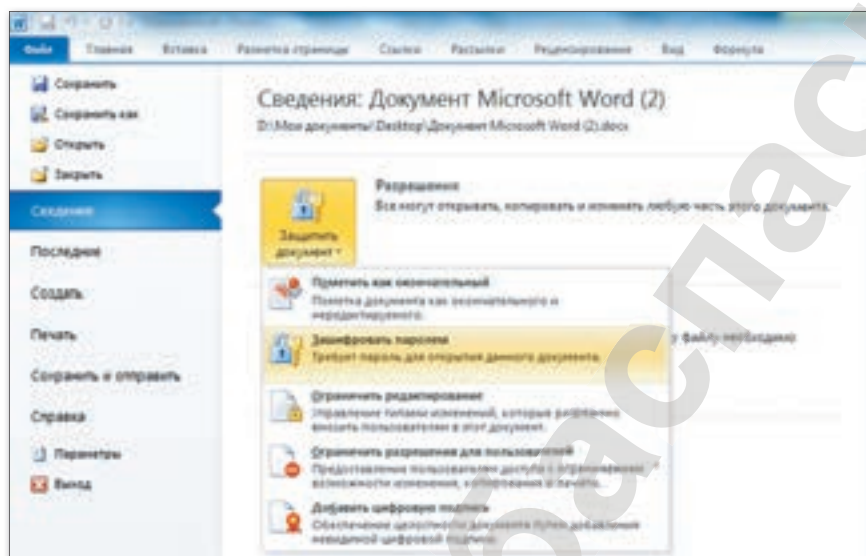 Файл Главная Вставка Разметка страницы Ссылки Рассылки Рецензирование Вид Формула
Сохранить
Сохранить как
Открыть
Закрыть
Сведения
Последние
Создать
Печать
Сохранить и отправить
Справка
Параметры
Выход
Сведения: Документ Microsoft Word (2)
D:\Мои документы\Desktop\Документ Microsoft Word (2).docx
Разрешения
Все могут открывать, копировать и изменять любую часть этого документа.
Защитить
документ
Пометить как окончательный
Пометка документа как окончательного и
нередактируемого.
Зашифровать паролем
Требует пароль для открытия данного документа.
у файлу необходимо
Ограничить редактирование
Управление типами изменений, которые разрешено
вносить пользователям в этот документ.
Ограничить разрешения для пользователей
Предоставление пользователям доступа с ограничением
возможности изменения, копирования и печати.
Добавить цифровую подпись
Обеспечение целостности документа путем добавления
невидимой цифровой подписи.